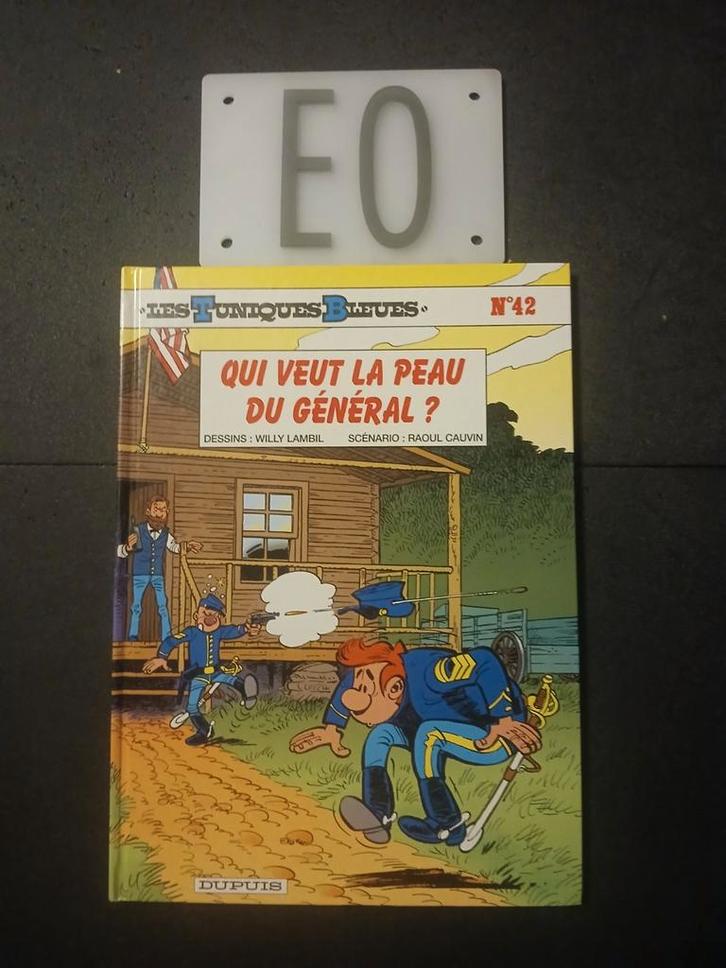 EO
LES TUNIQUES BLEUES N°42
QUI VEUT LA PEAU
DU GÉNÉRAL ?
DESSINS : WILLY LAMBIL SCÉNARIO : RAOUL CAUVIN
DUPUIS